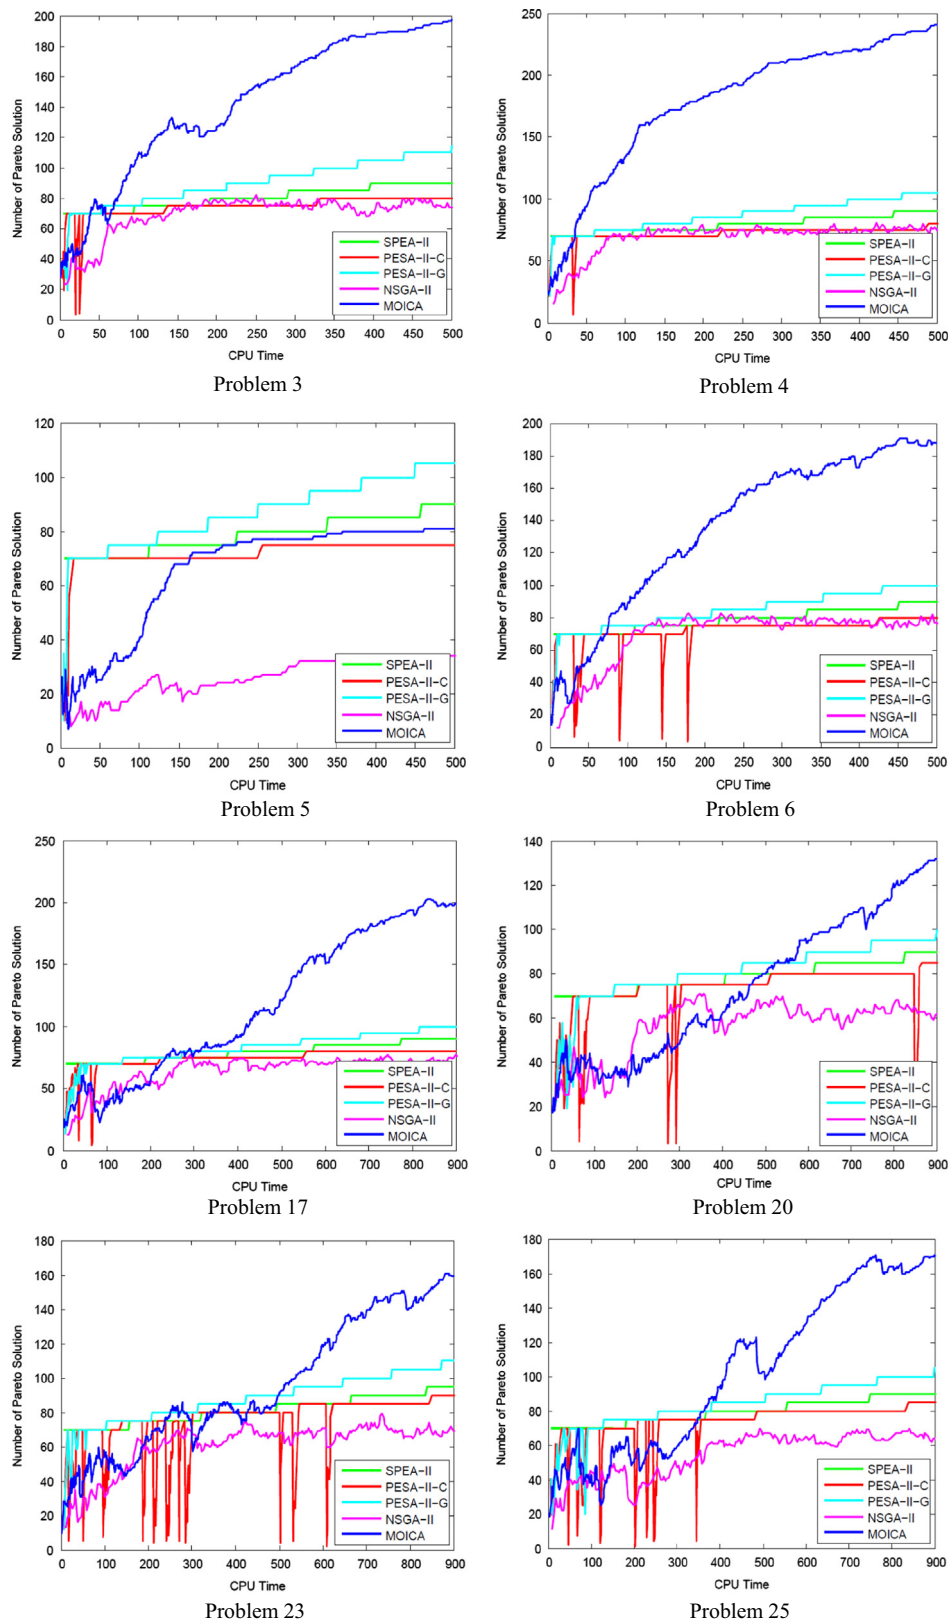 200
180
160
140
120
100
80
60
40
20
0
Number of Pareto Solution
SPEA-II
PESA-II-C
PESA-II-G
NSGA-II
MOICA
0 50 100 150 200 250 300 350 400 450 500
CPU Time
Problem 3
250
200
150
100
50
0
Number of Pareto Solution
SPEA-II
PESA-II-C
PESA-II-G
NSGA-II
MOICA
0 50 100 150 200 250 300 350 400 450 500
CPU Time
Problem 4
120
100
80
60
40
20
0
Number of Pareto Solution
SPEA-II
PESA-II-C
PESA-II-G
NSGA-II
MOICA
0 50 100 150 200 250 300 350 400 450 500
CPU Time
Problem 5
200
180
160
140
120
100
80
60
40
20
0
Number of Pareto Solution
SPEA-II
PESA-II-C
PESA-II-G
NSGA-II
MOICA
0 50 100 150 200 250 300 350 400 450 500
CPU Time
Problem 6
250
200
150
100
50
0
Number of Pareto Solution
SPEA-II
PESA-II-C
PESA-II-G
NSGA-II
MOICA
0 100 200 300 400 500 600 700 800 900
CPU Time
Problem 17
140
120
100
80
60
40
20
0
Number of Pareto Solution
SPEA-II
PESA-II-C
PESA-II-G
NSGA-II
MOICA
0 100 200 300 400 500 600 700 800 900
CPU Time
Problem 20
180
160
140
120
100
80
60
40
20
0
Number of Pareto Solution
SPEA-II
PESA-II-C
PESA-II-G
NSGA-II
MOICA
0 100 200 300 400 500 600 700 800 900
CPU Time
Problem 23
180
160
140
120
100
80
60
40
20
0
Number of Pareto Solution
SPEA-II
PESA-II-C
PESA-II-G
NSGA-II
MOICA
0 100 200 300 400 500 600 700 800 900
CPU Time
Problem 25